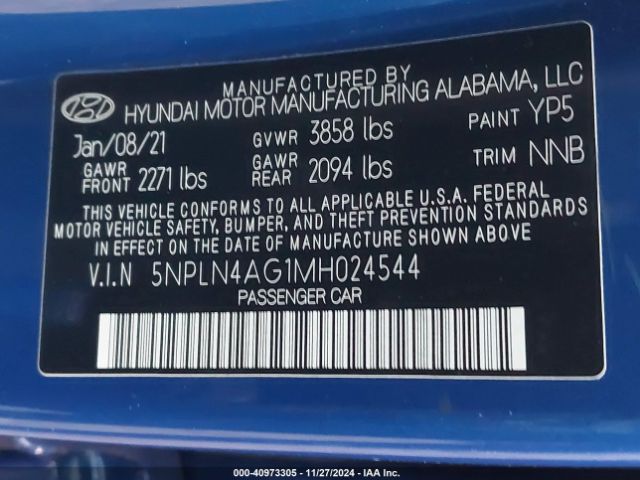 MANUFACTURED BY
HYUNDAI MOTOR MANUFACTURING ALABAMA, LLC
Jan/08/21 GVWR 3858 lbs PAINT YP5
GAWR FRONT 2271 lbs GAWR REAR 2094 lbs TRIM NNB
THIS VEHICLE CONFORMS TO ALL APPLICABLE U.S.A. FEDERAL
MOTOR VEHICLE SAFETY, BUMPER, AND THEFT PREVENTION STANDARDS
IN EFFECT ON THE DATE OF MANUFACTURE SHOWN ABOVE
V.I.N 5NPLN4AG1MH024544
PASSENGER CAR
000-40973305 - 11/27/2024 - IAA Inc.